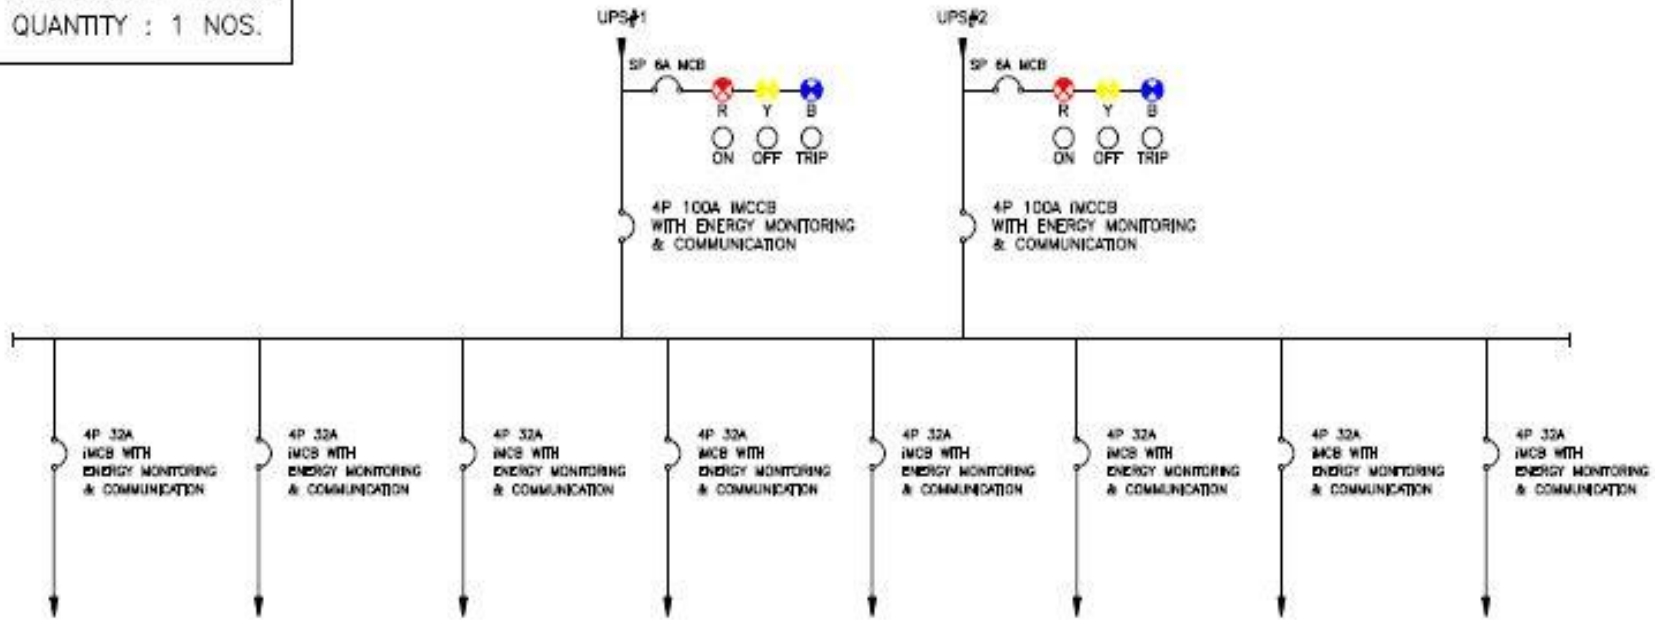 QUANTITY : 1 NOS.
UPS#1
SP 6A MCB
R Y B
ON OFF TRIP
4P 100A IMCCB
WITH ENERGY MONITORING
& COMMUNICATION
UPS#2
SP 6A MCB
R Y B
ON OFF TRIP
4P 100A IMCCB
WITH ENERGY MONITORING
& COMMUNICATION
4P 32A
iMCB WITH
ENERGY MONITORING
& COMMUNICATION
4P 32A
iMCB WITH
ENERGY MONITORING
& COMMUNICATION
4P 32A
iMCB WITH
ENERGY MONITORING
& COMMUNICATION
4P 32A
iMCB WITH
ENERGY MONITORING
& COMMUNICATION
4P 32A
iMCB WITH
ENERGY MONITORING
& COMMUNICATION
4P 32A
iMCB WITH
ENERGY MONITORING
& COMMUNICATION
4P 32A
iMCB WITH
ENERGY MONITORING
& COMMUNICATION
4P 32A
iMCB WITH
ENERGY MONITORING
& COMMUNICATION